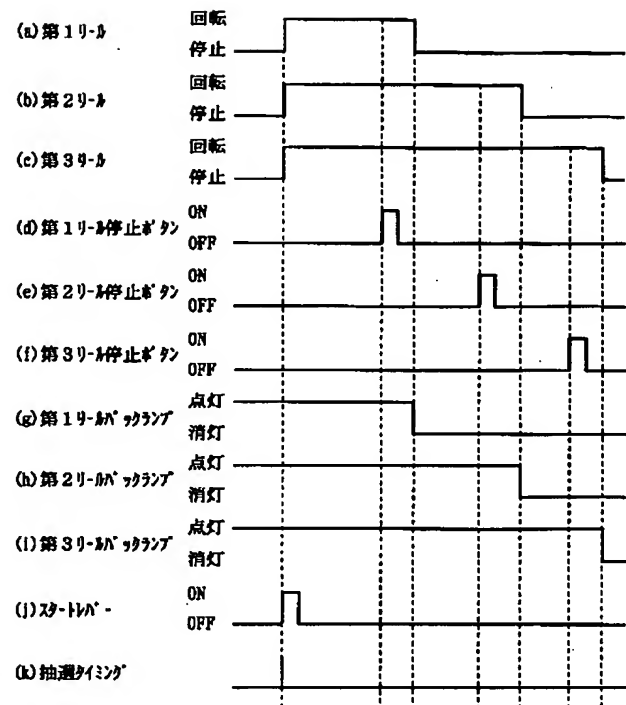 (a)第1リール
回転
停止
(b)第2リール
回転
停止
(c)第3リール
回転
停止
(d)第1リール停止ボタン
ON
OFF
(e)第2リール停止ボタン
ON
OFF
(f)第3リール停止ボタン
ON
OFF
(g)第1リールバックランプ
点灯
消灯
(h)第2リールバックランプ
点灯
消灯
(i)第3リールバックランプ
点灯
消灯
(j)スタートレバー
ON
OFF
(k)抽選タイミング